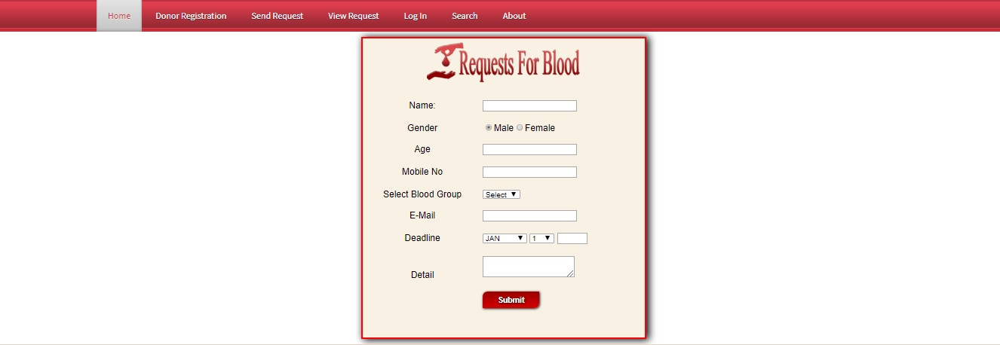 Home Donor Registration Send Request View Request Log In Search About
Requests For Blood
Name:
Gender Male Female
Age
Mobile No
Select Blood Group Select
E-Mail
Deadline JAN 1
Detail
Submit